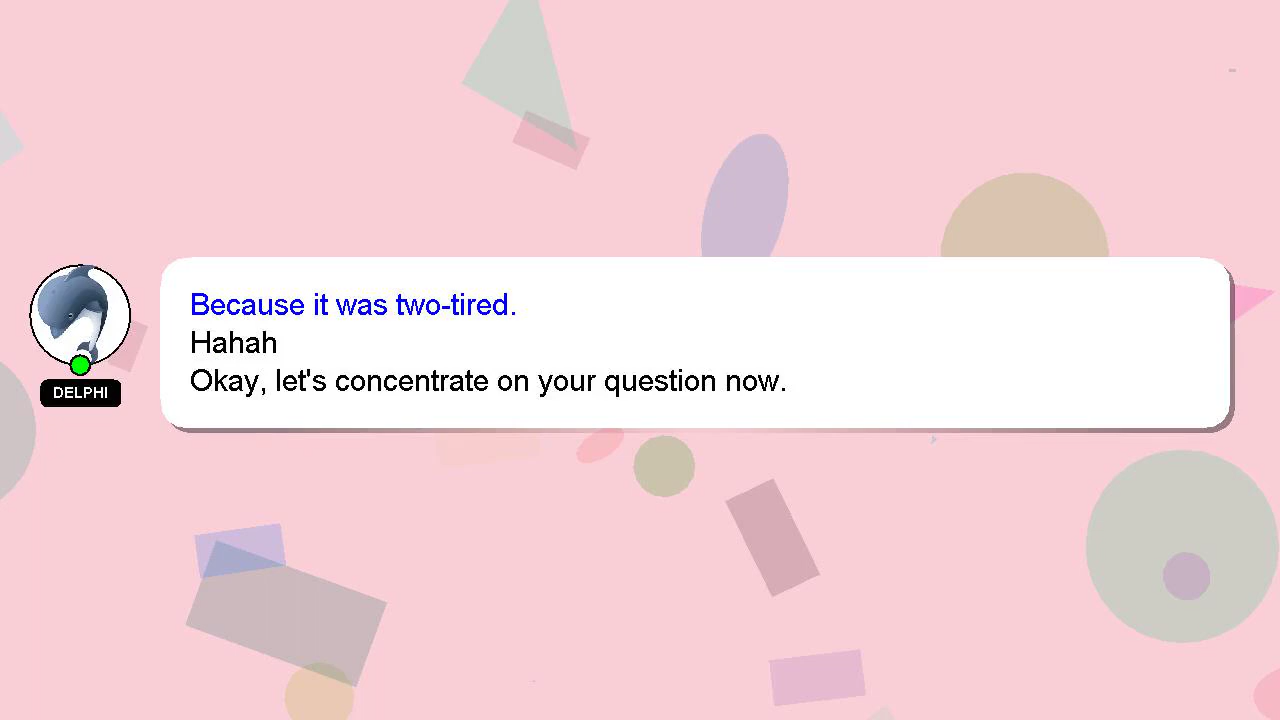 Because it was two-tired.
Hahah
Okay, let's concentrate on your question now.
DELPHI